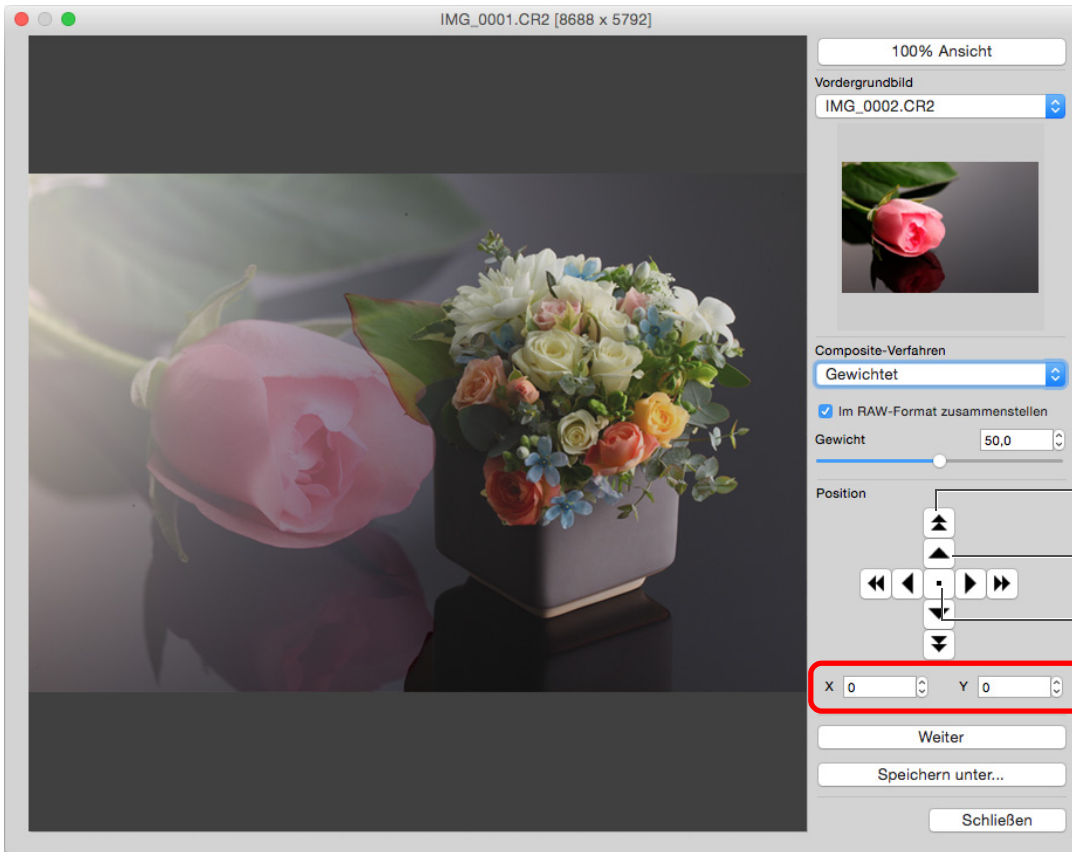 IMG_0001.CR2 [8688 x 5792]
100% Ansicht
Vordergrundbild
IMG_0002.CR2
Composite-Verfahren
Gewichtet
Im RAW-Format zusammenstellen
Gewicht 50,0
Position
X 0 Y 0
Weiter
Speichern unter...
Schließen